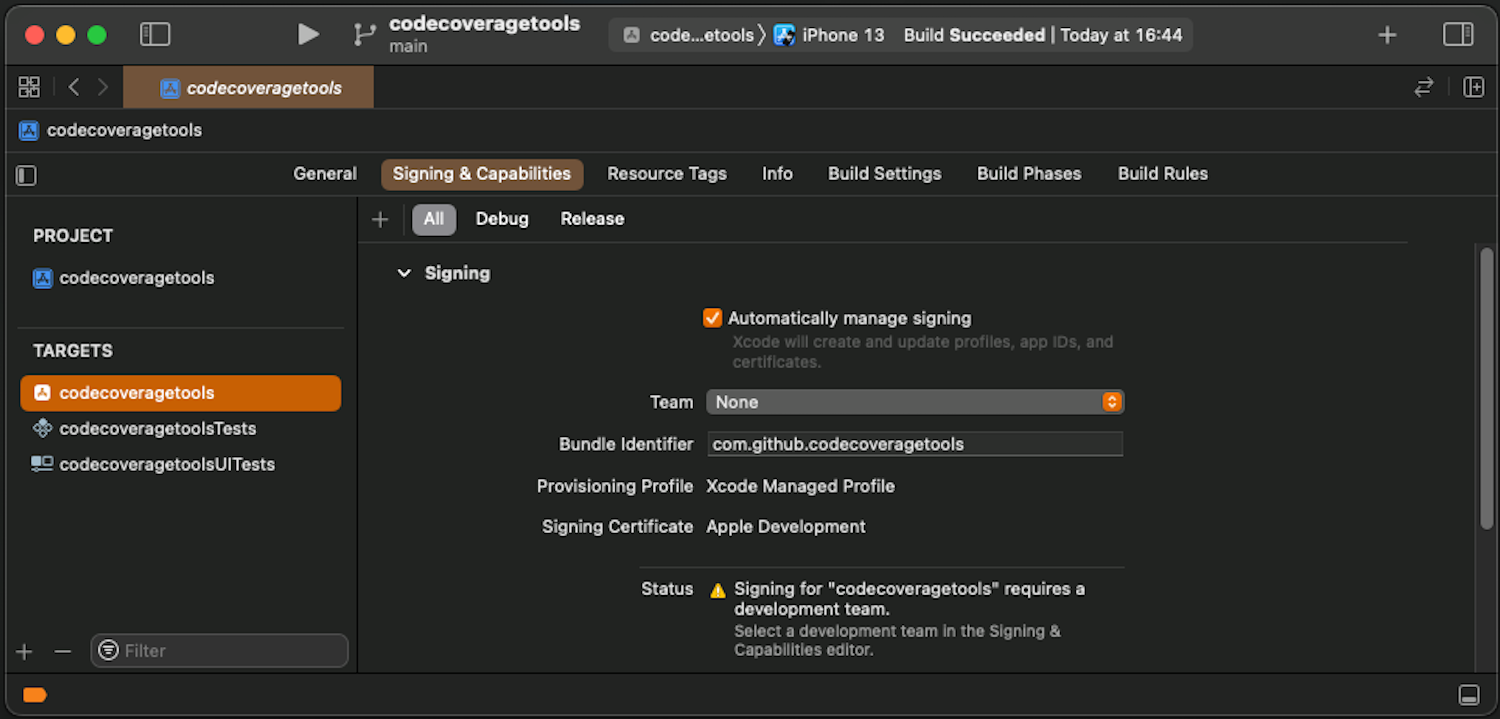 codecoveragetools
main
code...etools
iPhone 13
Build Succeeded | Today at 16:44
codecoveragetools
codecoveragetools
General
Signing & Capabilities
Resource Tags
Info
Build Settings
Build Phases
Build Rules
PROJECT
codecoveragetools
TARGETS
codecoveragetools
codecoveragetoolsTests
codecoveragetoolsUITests
Filter
All
Debug
Release
Signing
Automatically manage signing
Xcode will create and update profiles, app IDs, and
certificates.
Team None
Bundle Identifier com.github.codecoveragetools
Provisioning Profile Xcode Managed Profile
Signing Certificate Apple Development
Status Signing for "codecoveragetools" requires a
development team.
Select a development team in the Signing &
Capabilities editor.